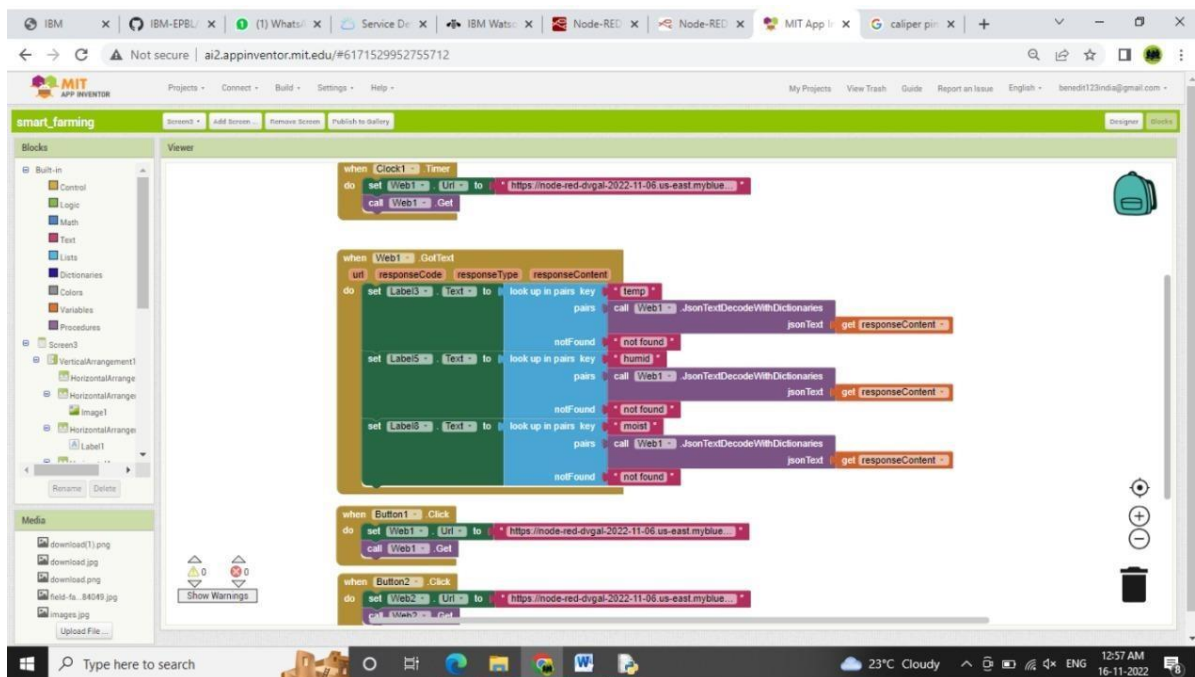 IBM
IBM-EPBL/
(1) WhatsA
Service De
IBM Watso
Node-RED
Node-RED
MIT App In
caliper pin
Not secure | ai2.appinventor.mit.edu/#6171529952755712
MIT
APP INVENTOR
Projects
Connect
Build
Settings
Help
My Projects
View Trash
Guide
Report an Issue
English
benedit123india@gmail.com
smart_farming
Screen3
Add Screen ...
Remove Screen
Publish to Gallery
Designer
Blocks
Blocks
Viewer
Built-in
Control
Logic
Math
Text
Lists
Dictionaries
Colors
Variables
Procedures
Screen3
VerticalArrangement1
HorizontalArrange
HorizontalArranger
Image1
HorizontalArranger
Label1
Rename Delete
Media
download(1).png
download.jpg
download.png
field-fa...84049.jpg
images.jpg
Upload File ...
when Clock1 .Timer
do set Web1 . Url to " https://node-red-dvgal-2022-11-06.us-east.myblue... "
call Web1 .Get
when Web1 .GotText
url responseCode responseType responseContent
do set Label3 . Text to look up in pairs key " temp "
pairs call Web1 .JsonTextDecodeWithDictionaries
jsonText get responseContent
notFound " not found "
set Label5 . Text to look up in pairs key " humid "
pairs call Web1 .JsonTextDecodeWithDictionaries
jsonText get responseContent
notFound " not found "
set Label8 . Text to look up in pairs key " moist "
pairs call Web1 .JsonTextDecodeWithDictionaries
jsonText get responseContent
notFound " not found "
when Button1 .Click
do set Web1 . Url to " https://node-red-dvgal-2022-11-06.us-east.myblue... "
call Web1 .Get
when Button2 .Click
do set Web2 . Url to " https://node-red-dvgal-2022-11-06.us-east.myblue... "
call Web2 .Get
0 0
Show Warnings
Type here to search
23°C Cloudy
ENG
12:57 AM
16-11-2022
8